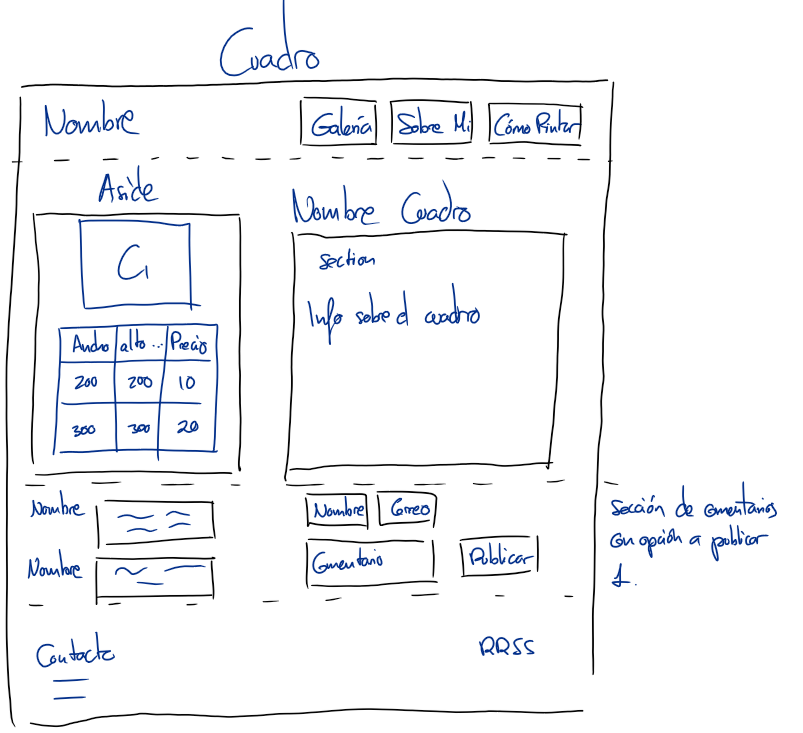 Cuadro
Nombre
Galería
Sobre Mi
Cómo Pintar
Aside
Nombre Cuadro
C1
section
Info sobre el cuadro
Ancho alto... Precio
200 200 10
300 300 20
Nombre
Nombre
Nombre
Correo
Comentario
Publicar
Sección de comentarios
con opción a publicar
1.
Contacto
RRSS